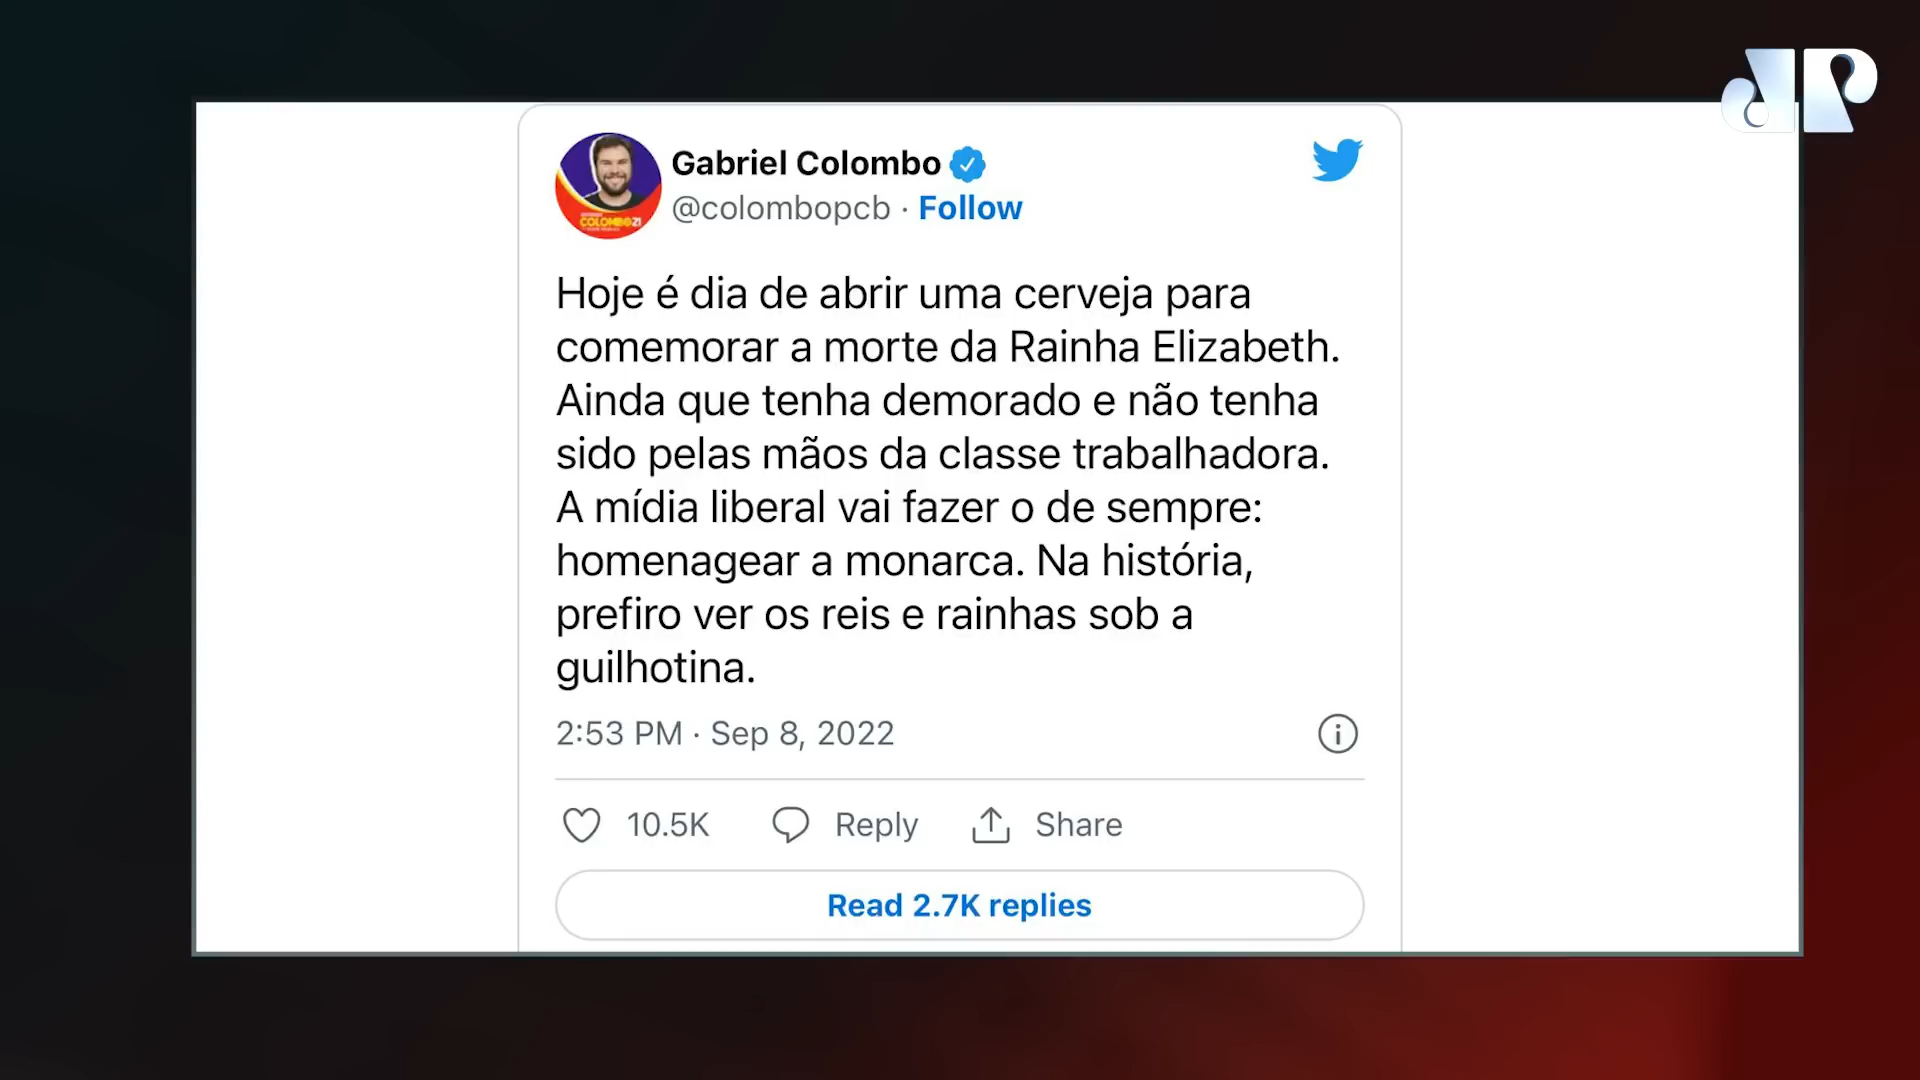 JP
Gabriel Colombo
@colombopcb · Follow
COLOMBO 21
Hoje é dia de abrir uma cerveja para
comemorar a morte da Rainha Elizabeth.
Ainda que tenha demorado e não tenha
sido pelas mãos da classe trabalhadora.
A mídia liberal vai fazer o de sempre:
homenagear a monarca. Na história,
prefiro ver os reis e rainhas sob a
guilhotina.
2:53 PM · Sep 8, 2022
10.5K Reply Share
Read 2.7K replies